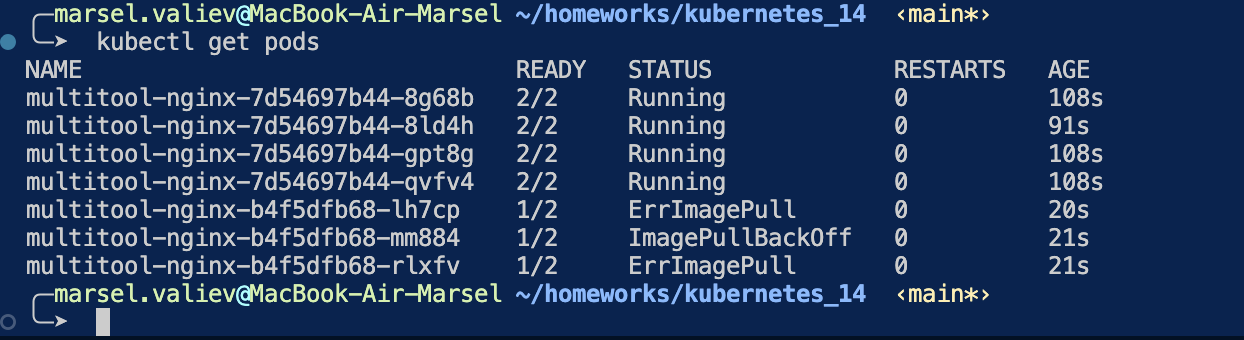 marsel.valiev@MacBook-Air-Marsel ~/homeworks/kubernetes_14 ‹main*›
kubectl get pods
NAME READY STATUS RESTARTS AGE
multitool-nginx-7d54697b44-8g68b 2/2 Running 0 108s
multitool-nginx-7d54697b44-8ld4h 2/2 Running 0 91s
multitool-nginx-7d54697b44-gpt8g 2/2 Running 0 108s
multitool-nginx-7d54697b44-qvfv4 2/2 Running 0 108s
multitool-nginx-b4f5dfb68-lh7cp 1/2 ErrImagePull 0 20s
multitool-nginx-b4f5dfb68-mm884 1/2 ImagePullBackOff 0 21s
multitool-nginx-b4f5dfb68-rlxfv 1/2 ErrImagePull 0 21s
marsel.valiev@MacBook-Air-Marsel ~/homeworks/kubernetes_14 ‹main*›